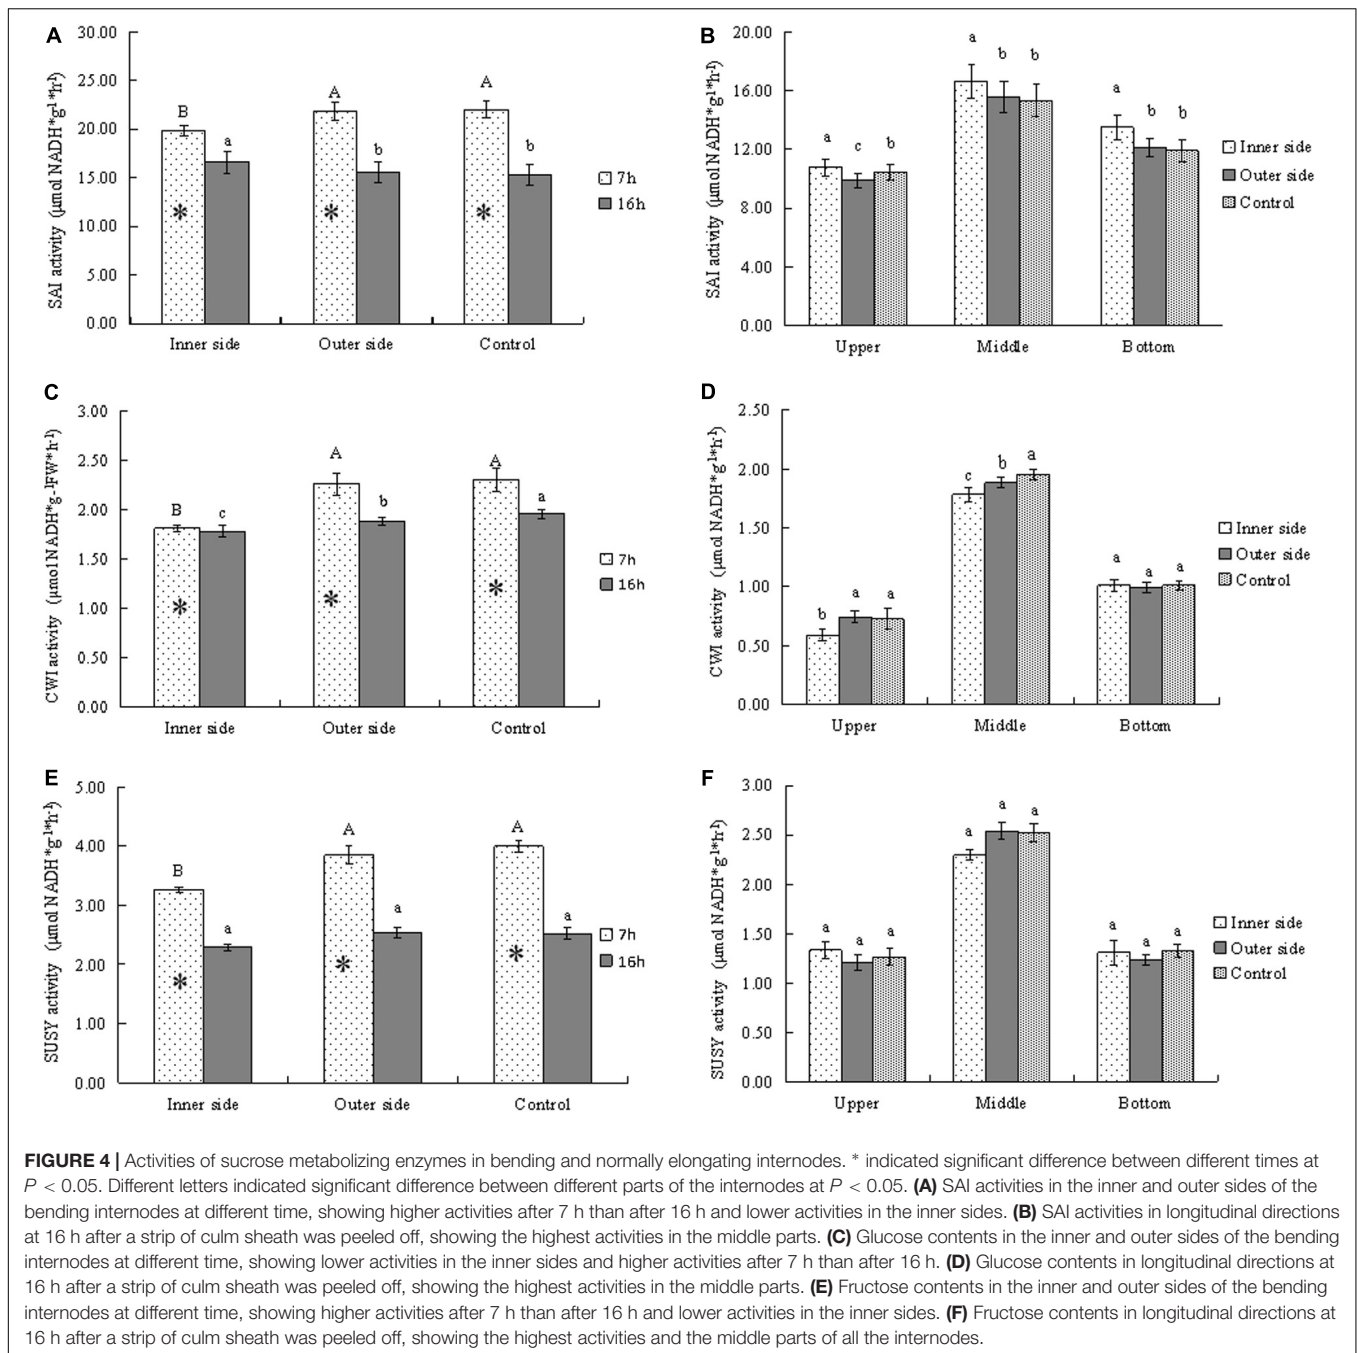 A
SAI activity (μmol NADH*g-1*h-1)
30.00
25.00
20.00
15.00
10.00
5.00
0.00
B
a
A
b
A
b
*
*
*
Inner side
Outer side
Control
7h
16h
B
SAI activity (μmol NADH*g1*h-1)
20.00
16.00
12.00
8.00
4.00
0.00
a
c
b
a
b
b
a
b
b
Upper
Middle
Bottom
Inner side
Outer side
Control
C
CWI activity (μmol NADH*g-1FW*h-1)
3.00
2.50
2.00
1.50
1.00
0.50
0.00
B
c
A
b
A
a
*
*
*
Inner side
Outer side
Control
7h
16h
D
CWI activity (μmol NADH*g1*h-1)
2.50
2.00
1.50
1.00
0.50
0.00
b
a
a
c
b
a
a
a
a
Upper
Middle
Bottom
Inner side
Outer side
Control
E
SUSY activity (μmol NADH*g1*h-1)
5.00
4.00
3.00
2.00
1.00
0.00
B
a
A
a
A
a
*
*
*
Inner side
Outer side
Control
7h
16h
F
SUSY activity (μmol NADH*g1*h-1)
3.00
2.50
2.00
1.50
1.00
0.50
0.00
a
a
a
a
a
a
a
a
a
Upper
Middle
Bottom
Inner side
Outer side
Control
FIGURE 4 | Activities of sucrose metabolizing enzymes in bending and normally elongating internodes. * indicated significant difference between different times at
P < 0.05. Different letters indicated significant difference between different parts of the internodes at P < 0.05. (A) SAI activities in the inner and outer sides of the
bending internodes at different time, showing higher activities after 7 h than after 16 h and lower activities in the inner sides. (B) SAI activities in longitudinal directions
at 16 h after a strip of culm sheath was peeled off, showing the highest activities in the middle parts. (C) Glucose contents in the inner and outer sides of the bending
internodes at different time, showing lower activities in the inner sides and higher activities after 7 h than after 16 h. (D) Glucose contents in longitudinal directions at
16 h after a strip of culm sheath was peeled off, showing the highest activities in the middle parts. (E) Fructose contents in the inner and outer sides of the bending
internodes at different time, showing higher activities after 7 h than after 16 h and lower activities in the inner sides. (F) Fructose contents in longitudinal directions at
16 h after a strip of culm sheath was peeled off, showing the highest activities and the middle parts of all the internodes.